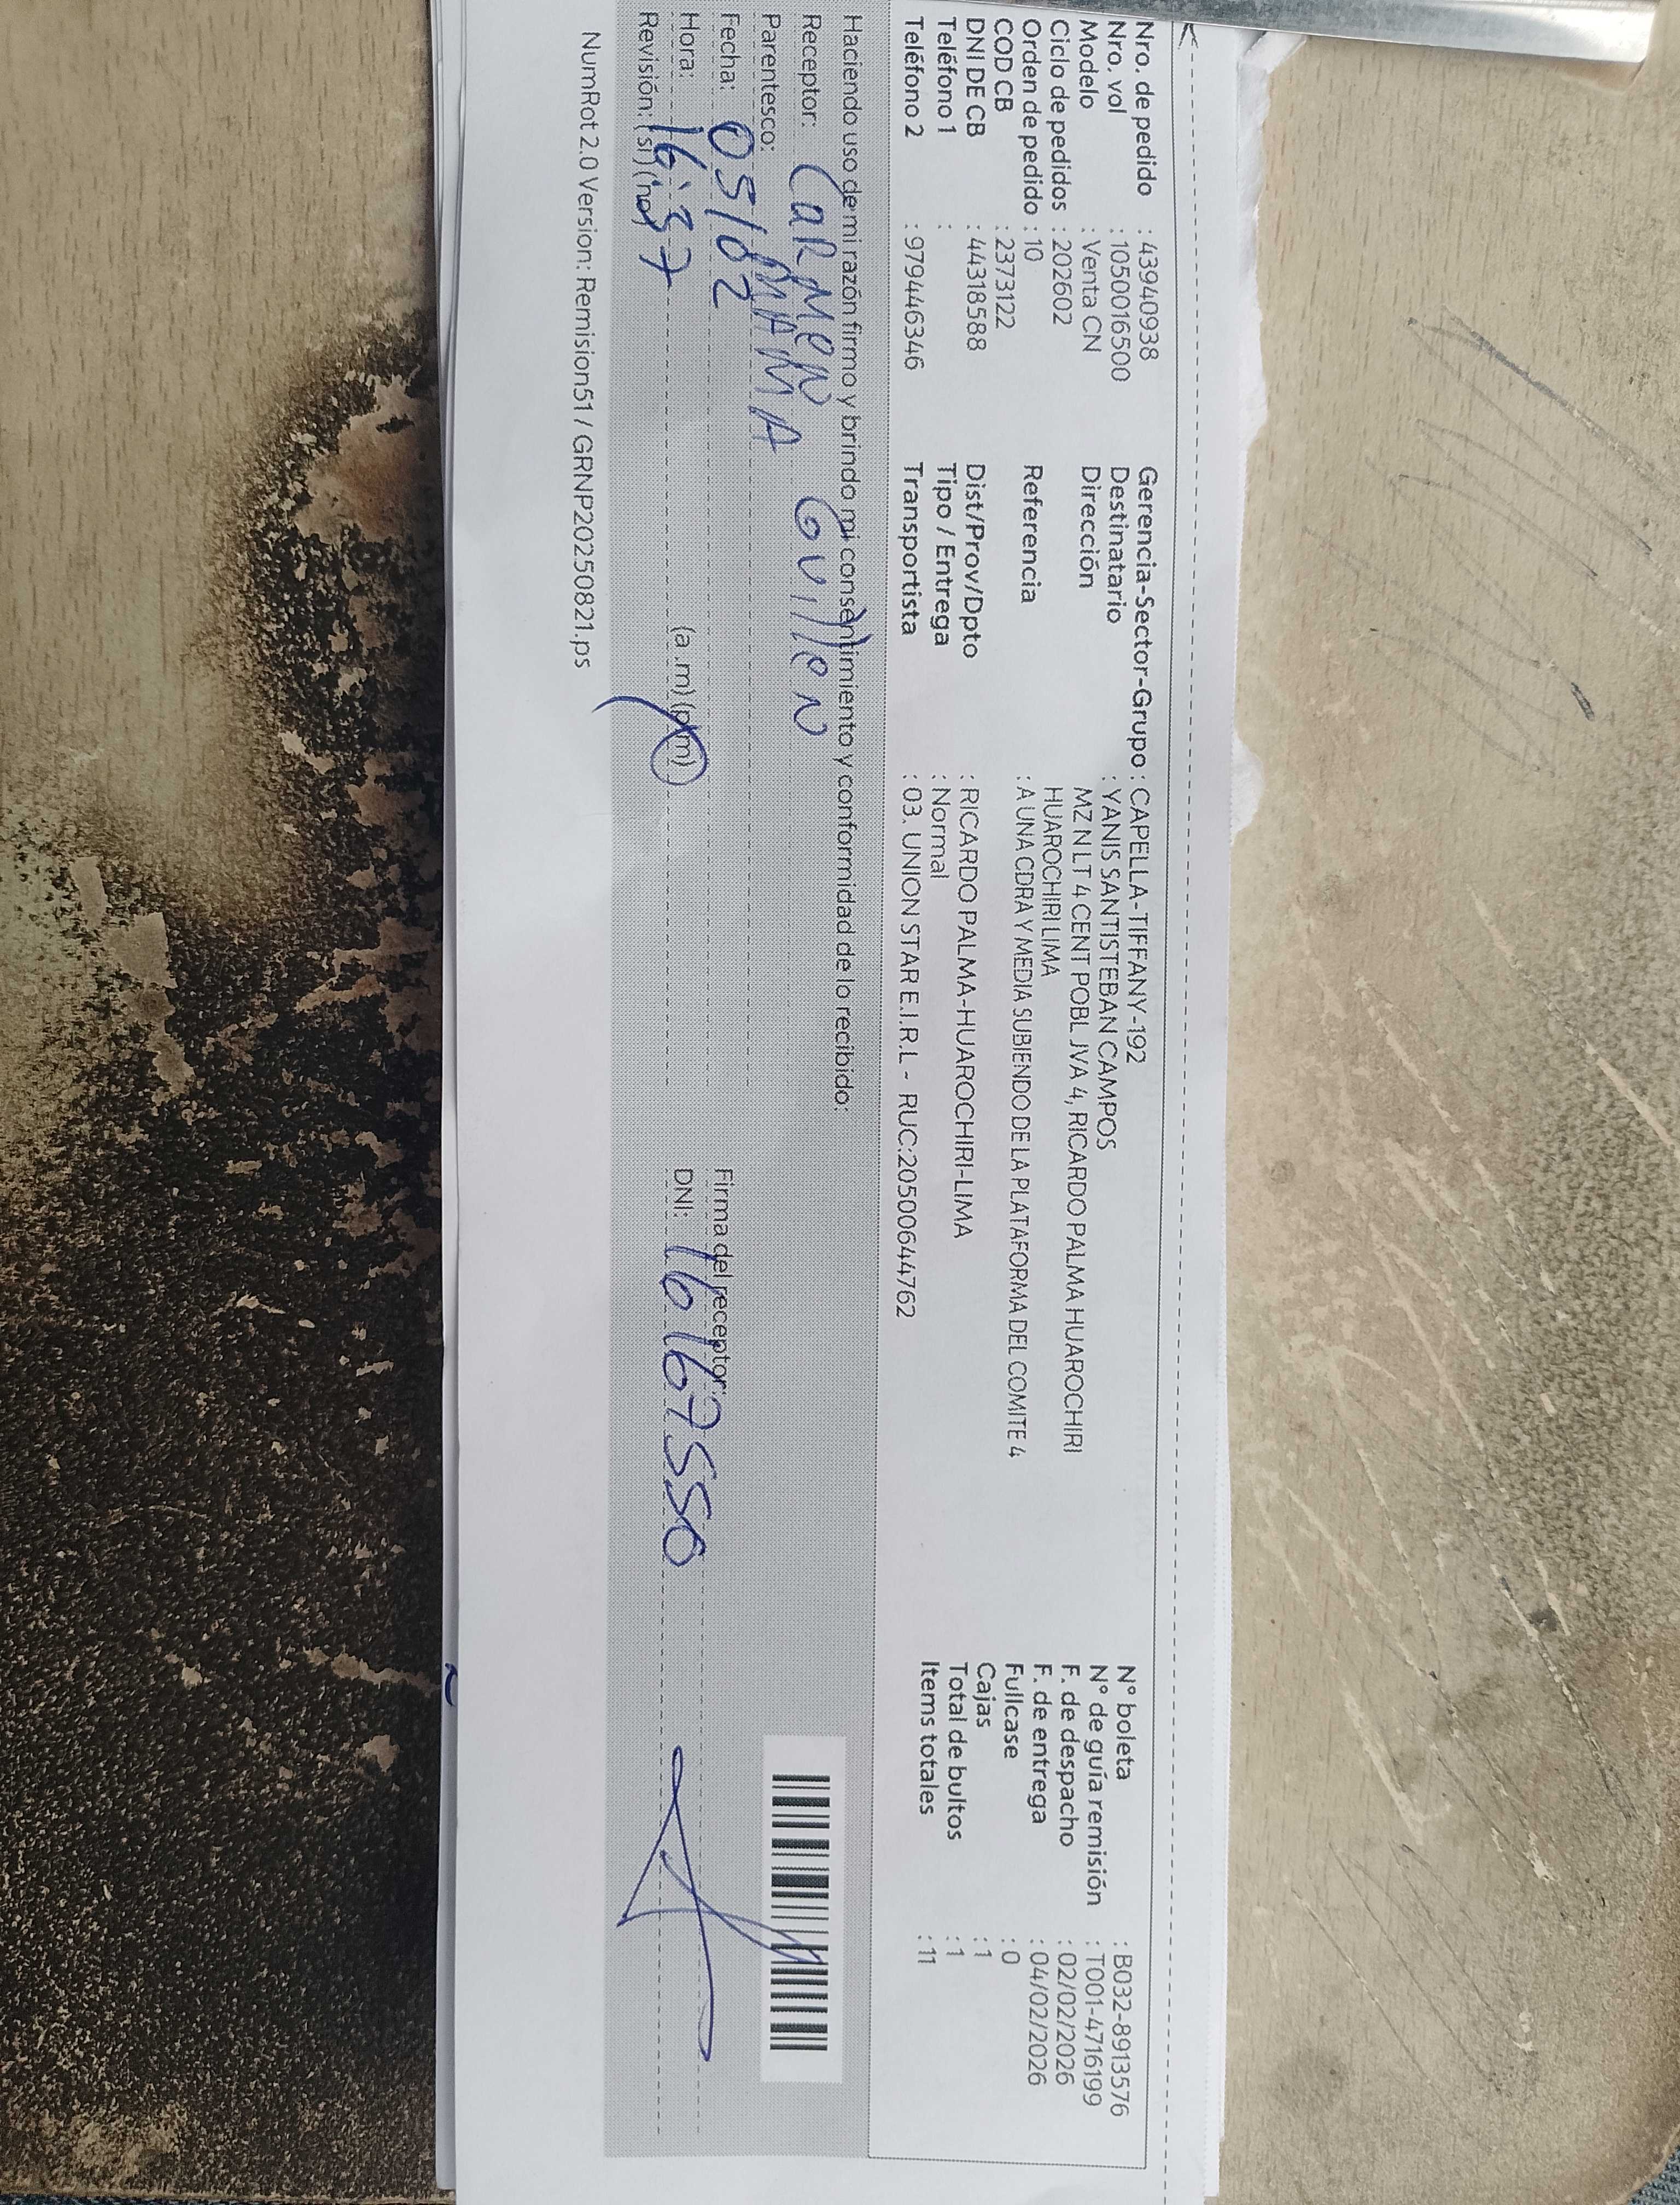 Nro. de pedido : 43940938
Nro. vol : 10500016500
Modelo : Venta CN
Ciclo de pedidos : 202602
Orden de pedido : 10
COD CB : 2373122
DNI DE CB : 44318588
Teléfono 1 :
Teléfono 2 : 979446346
Gerencia-Sector-Grupo : CAPELLA-TIFFANY-192
Destinatario : YANIS SANTISTEBAN CAMPOS
Dirección MZ N LT 4 CENT POBL JVA 4, RICARDO PALMA HUAROCHIRI
HUAROCHIRI LIMA
Referencia : A UNA CDRA Y MEDIA SUBIENDO DE LA PLATAFORMA DEL COMITE 4
Dist/Prov/Dpto : RICARDO PALMA-HUAROCHIRI-LIMA
Tipo / Entrega : Normal
Transportista : 03. UNION STAR E.I.R.L - RUC:20500644762
N° boleta : B032-8913576
N° de guía remisión : T001-4716199
F. de despacho : 02/02/2026
F. de entrega : 04/02/2026
Fullcase : 0
Cajas : 1
Total de bultos : 1
Items totales : 11
Haciendo uso de mi razón firmo y brindo mi consentimiento y conformidad de lo recibido:
Receptor: CARMEN GUILLEN
Parentesco: MAMA
Fecha: 05/02
Hora: 16:37 (a .m) (p.m)
Revisión: (si) (no)
Firma del receptor:
DNI: 16167550
NumRot 2.0 Version: Remision51 / GRNP20250821.ps